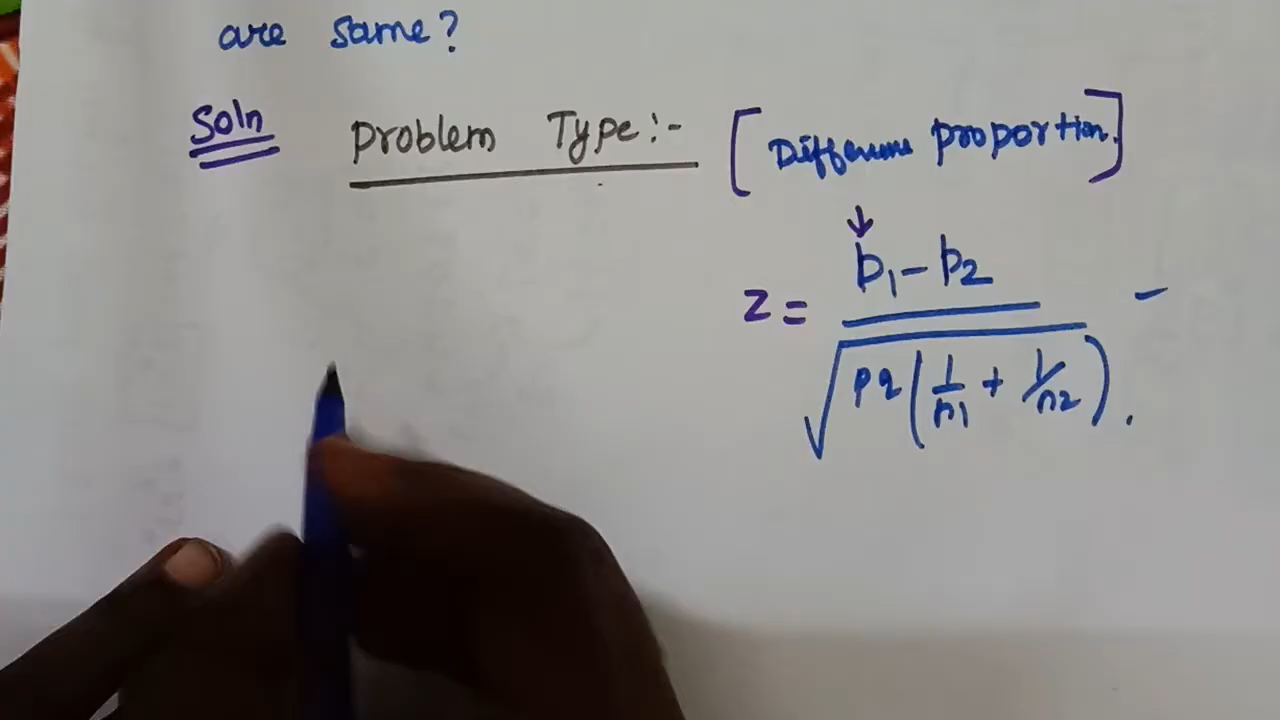 are same?
Soln Problem Type:- [Difference proportion.]
↓
z = p1 - p2 -
√pq(1/n1 + 1/n2).